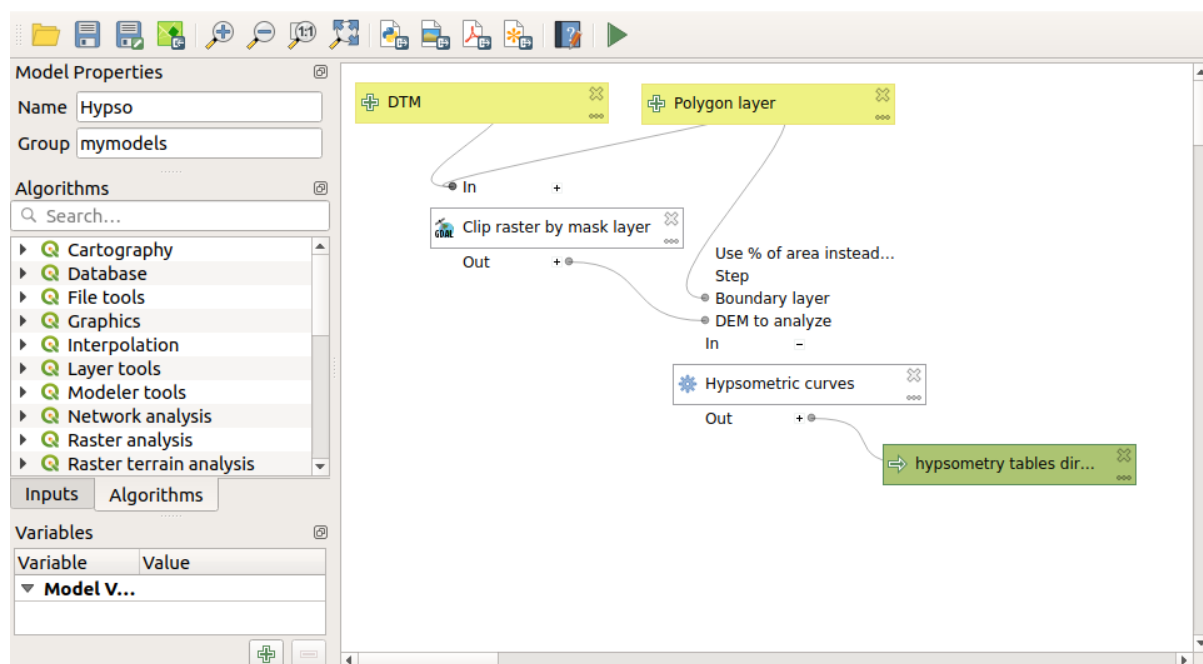 1:1
Model Properties
Name Hypso
Group mymodels
Algorithms
Search...
Cartography
Database
File tools
Graphics
Interpolation
Layer tools
Modeler tools
Network analysis
Raster analysis
Raster terrain analysis
Inputs Algorithms
Variables
Variable Value
Model V...
DTM
Polygon layer
In
GDAL Clip raster by mask layer
Out
Use % of area instead...
Step
Boundary layer
DEM to analyze
In
Hypsometric curves
Out
hypsometry tables dir...